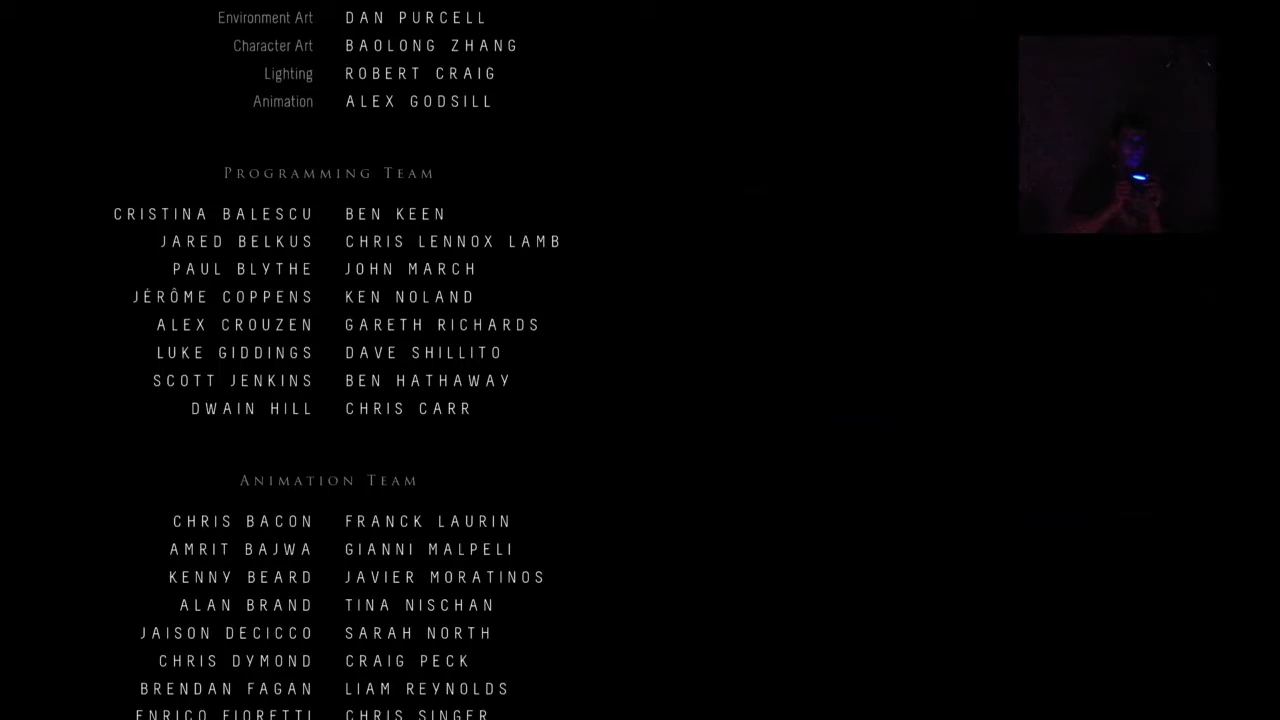 Environment Art DAN PURCELL
Character Art BAOLONG ZHANG
Lighting ROBERT CRAIG
Animation ALEX GODSILL
PROGRAMMING TEAM
CRISTINA BALESCU BEN KEEN
JARED BELKUS CHRIS LENNOX LAMB
PAUL BLYTHE JOHN MARCH
JÉRÔME COPPENS KEN NOLAND
ALEX CROUZEN GARETH RICHARDS
LUKE GIDDINGS DAVE SHILLITO
SCOTT JENKINS BEN HATHAWAY
DWAIN HILL CHRIS CARR
ANIMATION TEAM
CHRIS BACON FRANCK LAURIN
AMRIT BAJWA GIANNI MALPELI
KENNY BEARD JAVIER MORATINOS
ALAN BRAND TINA NISCHAN
JAISON DECICCO SARAH NORTH
CHRIS DYMOND CRAIG PECK
BRENDAN FAGAN LIAM REYNOLDS
ENRICO FIORETTI CHRIS SINGER